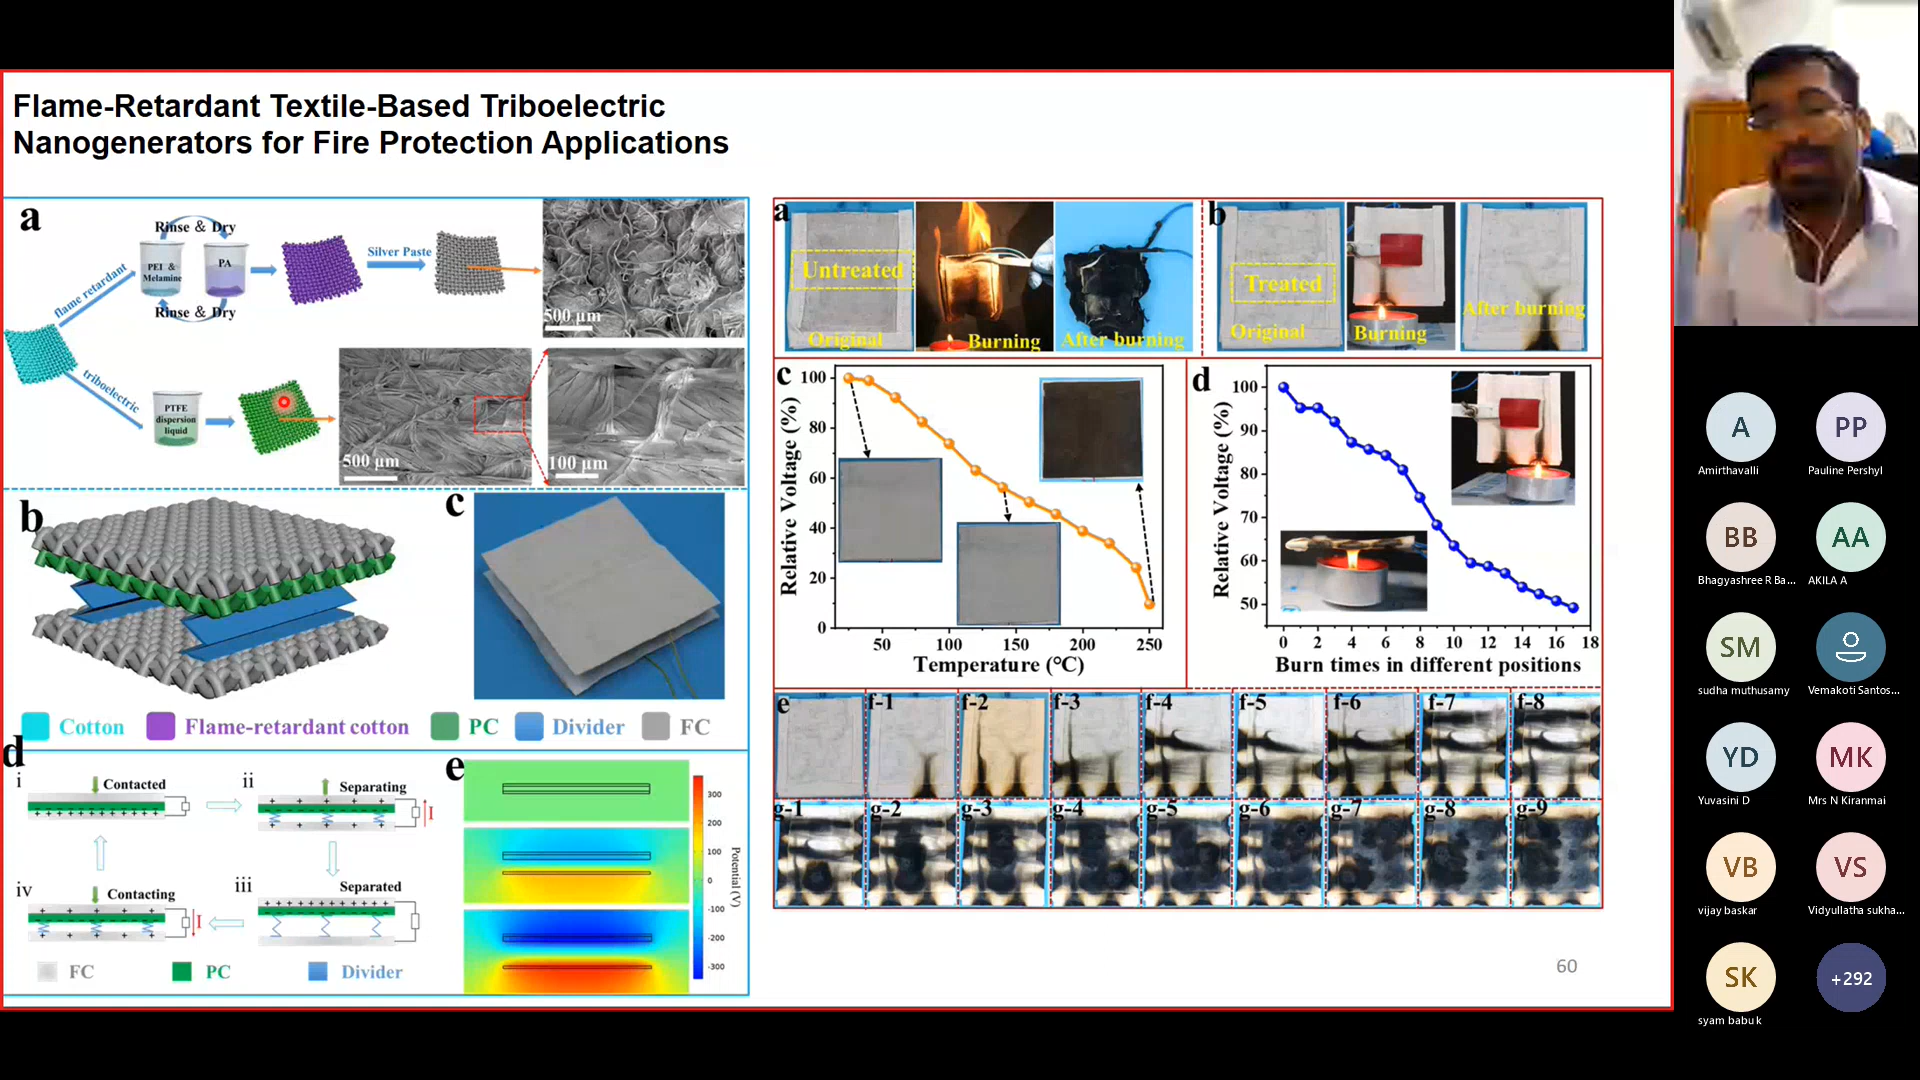 Flame-Retardant Textile-Based Triboelectric
Nanogenerators for Fire Protection Applications
a
Rinse & Dry
PEI &
Melamine
PA
Rinse & Dry
flame retardant
Silver Paste
500 μm
triboelectric
PTFE
dispersion
liquid
500 μm
100 μm
b
c
Cotton
Flame-retardant cotton
PC
Divider
FC
d
i
Contacted
ii
Separating
I
iv
Contacting
I
iii
Separated
FC
PC
Divider
e
300
200
100
0
-100
-200
-300
Potential (V)
a
Untreated
Original
Burning
After burning
b
Treated
Original
Burning
After burning
c
Relative Voltage (%)
100
80
60
40
20
0
50
100
150
200
250
Temperature (°C)
d
Relative Voltage (%)
100
90
80
70
60
50
0
2
4
6
8
10
12
14
16
18
Burn times in different positions
e
f-1
f-2
f-3
f-4
f-5
f-6
f-7
f-8
g-1
g-2
g-3
g-4
g-5
g-6
g-7
g-8
g-9
60
A
Amirthavalli
PP
Pauline Pershyl
BB
Bhagyashree R Ba...
AA
AKILA A
SM
sudha muthusamy
Vemakoti Santos...
YD
Yuvasini D
MK
Mrs N Kiranmai
VB
vijay baskar
VS
Vidyullatha sukha...
SK
syam babu k
+292